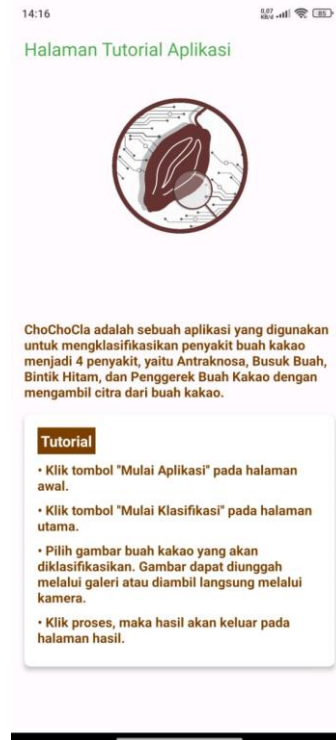 14:16
0,07
KB/d
85
Halaman Tutorial Aplikasi
ChoChoCla adalah sebuah aplikasi yang digunakan
untuk mengklasifikasikan penyakit buah kakao
menjadi 4 penyakit, yaitu Antraknosa, Busuk Buah,
Bintik Hitam, dan Penggerek Buah Kakao dengan
mengambil citra dari buah kakao.
Tutorial
• Klik tombol "Mulai Aplikasi" pada halaman
awal.
• Klik tombol "Mulai Klasifikasi" pada halaman
utama.
• Pilih gambar buah kakao yang akan
diklasifikasikan. Gambar dapat diunggah
melalui galeri atau diambil langsung melalui
kamera.
• Klik proses, maka hasil akan keluar pada
halaman hasil.